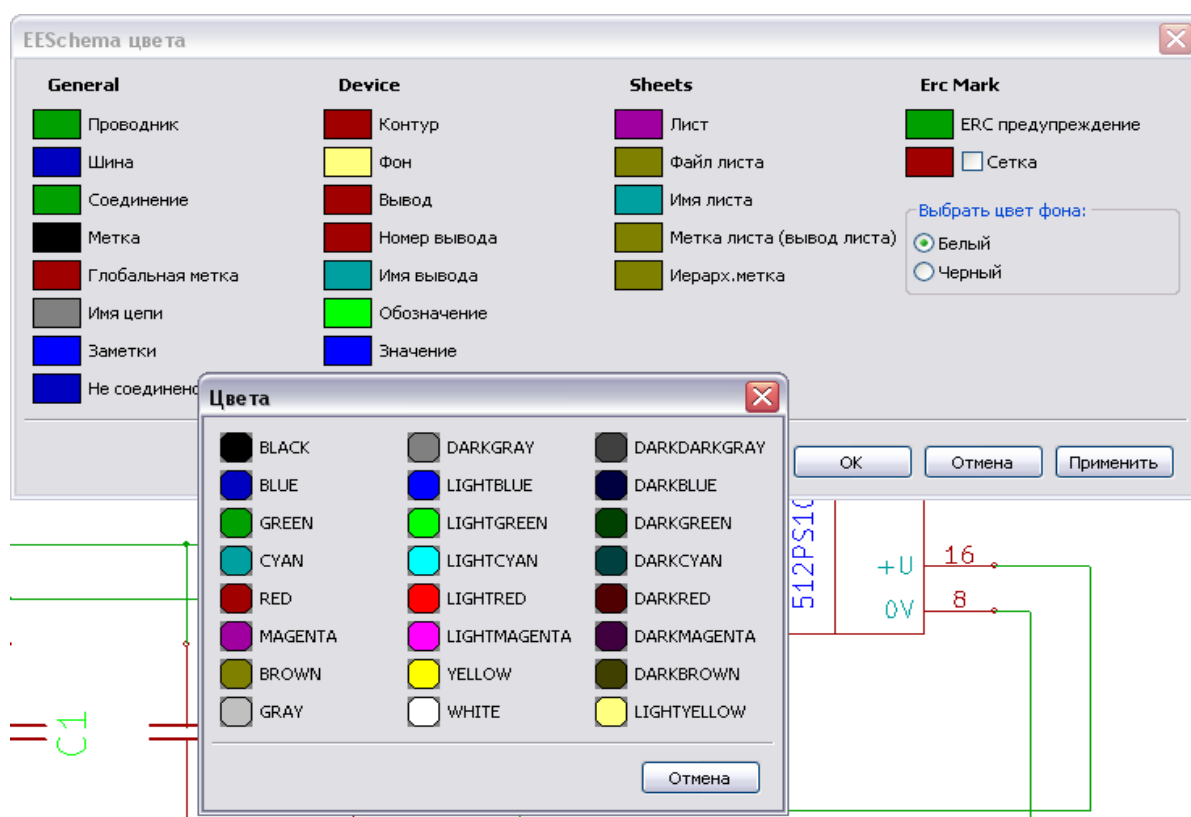 EESchema цвета
General
Проводник
Шина
Соединение
Метка
Глобальная метка
Имя цепи
Заметки
Не соединено
Device
Контур
Фон
Вывод
Номер вывода
Имя вывода
Обозначение
Значение
Sheets
Лист
Файл листа
Имя листа
Метка листа (вывод листа)
Иерарх.метка
Erc Mark
ERC предупреждение
Сетка
Выбрать цвет фона:
Белый
Черный
OK
Отмена
Применить
Цвета
BLACK
BLUE
GREEN
CYAN
RED
MAGENTA
BROWN
GRAY
DARKGRAY
LIGHTBLUE
LIGHTGREEN
LIGHTCYAN
LIGHTRED
LIGHTMAGENTA
YELLOW
WHITE
DARKDARKGRAY
DARKBLUE
DARKGREEN
DARKCYAN
DARKRED
DARKMAGENTA
DARKBROWN
LIGHTYELLOW
Отмена
+U
16
0V
8
C1